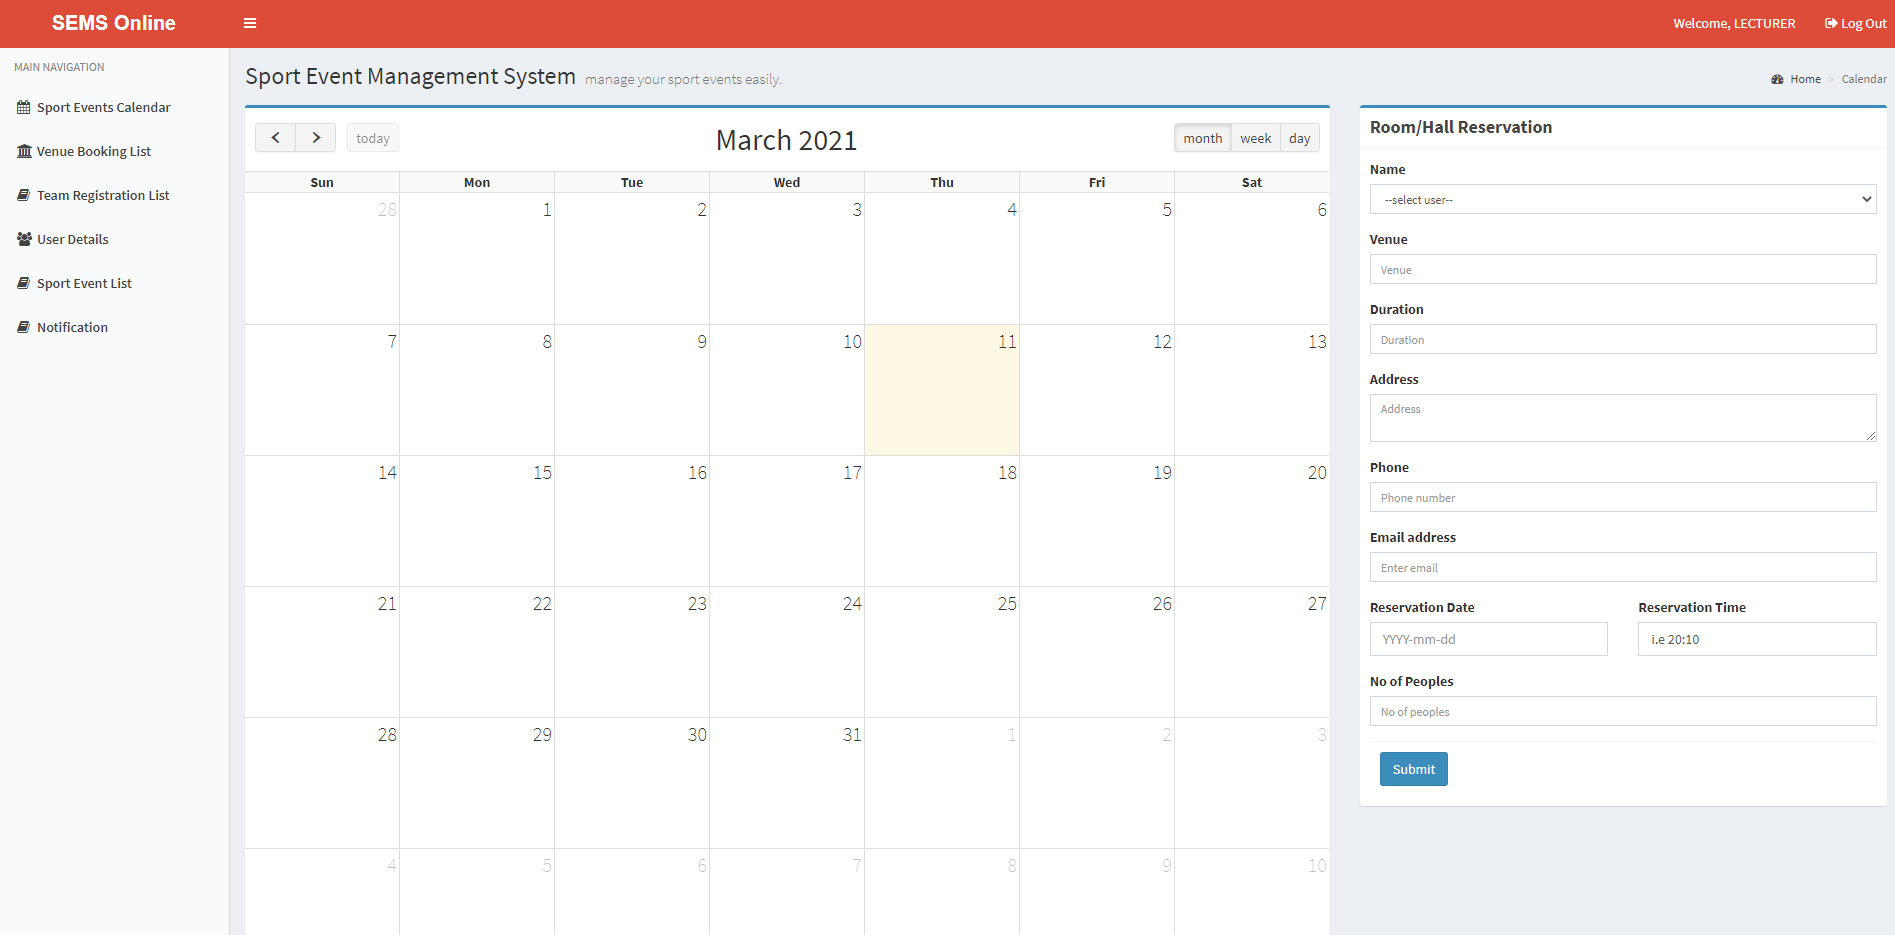 SEMS Online
Welcome, LECTURER
Log Out
MAIN NAVIGATION
Sport Events Calendar
Venue Booking List
Team Registration List
User Details
Sport Event List
Notification
Sport Event Management System manage your sport events easily.
Home > Calendar
today
March 2021
month week day
Sun Mon Tue Wed Thu Fri Sat
28 1 2 3 4 5 6
7 8 9 10 11 12 13
14 15 16 17 18 19 20
21 22 23 24 25 26 27
28 29 30 31 1 2 3
4 5 6 7 8 9 10
Room/Hall Reservation
Name
--select user--
Venue
Venue
Duration
Duration
Address
Address
Phone
Phone number
Email address
Enter email
Reservation Date Reservation Time
YYYY-mm-dd i.e 20:10
No of Peoples
No of peoples
Submit